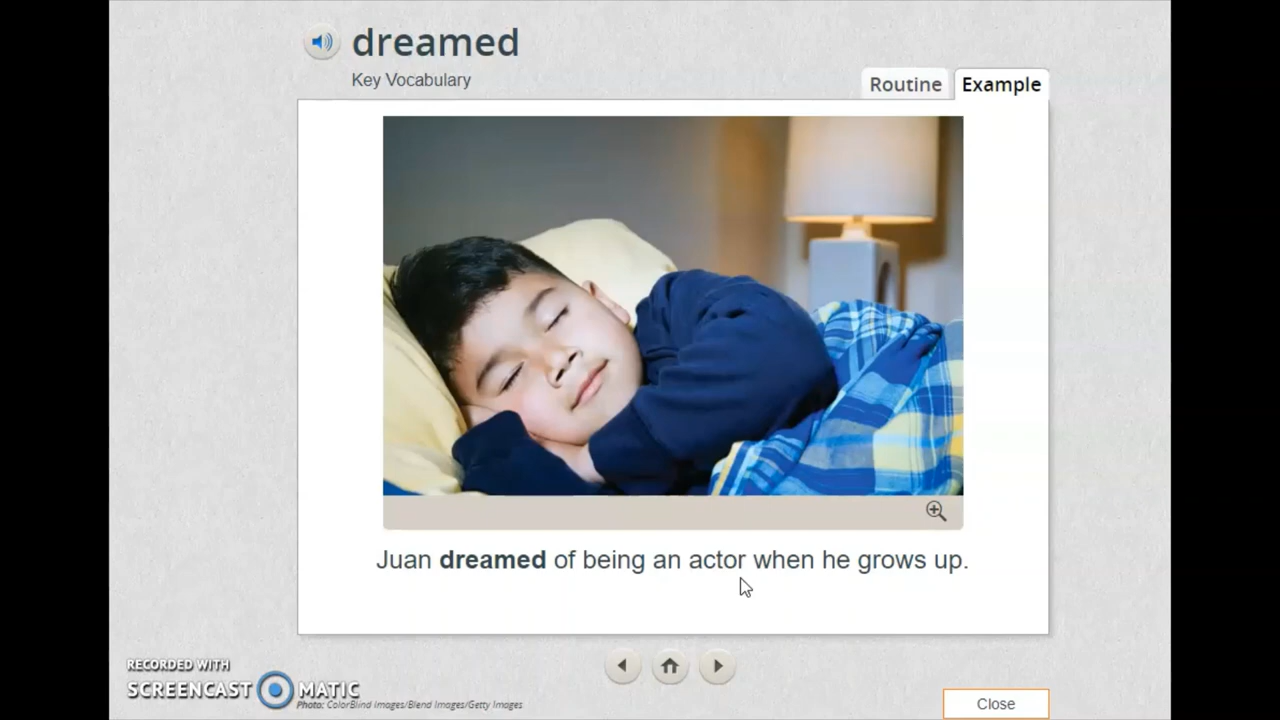 dreamed
Key Vocabulary
Routine
Example
Juan dreamed of being an actor when he grows up.
RECORDED WITH
SCREENCAST MATIC
Photo: ColorBlind Images/Blend Images/Getty Images
Close